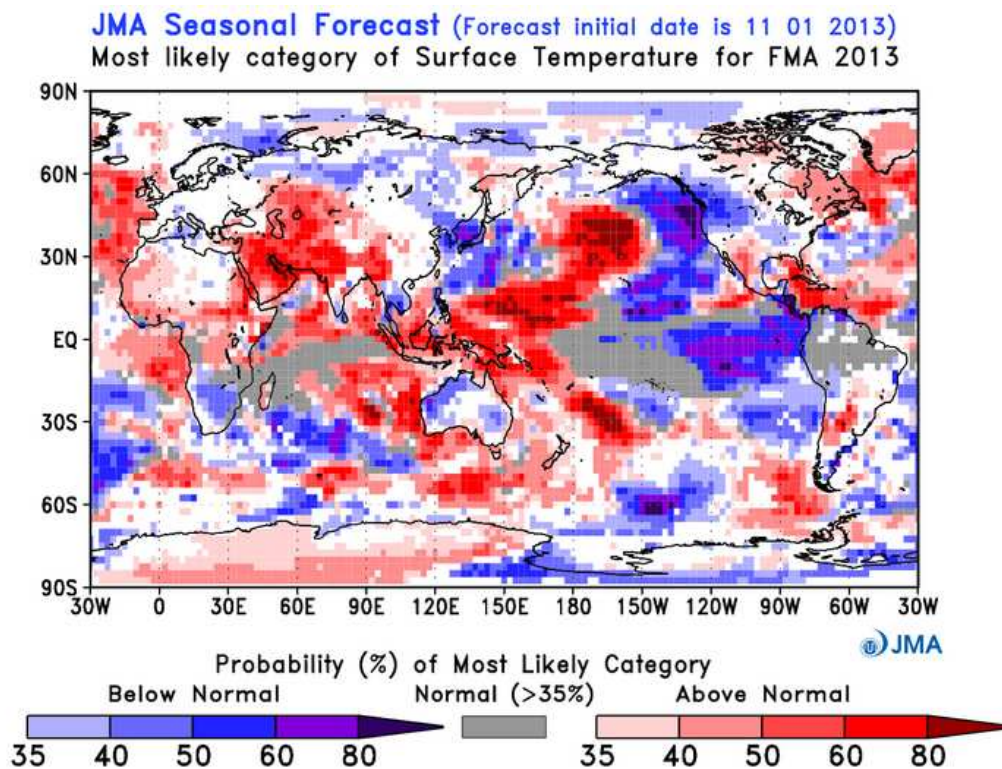 JMA Seasonal Forecast (Forecast initial date is 11 01 2013)
Most likely category of Surface Temperature for FMA 2013
90N
60N
30N
EQ
30S
60S
90S
30W 0 30E 60E 90E 120E 150E 180 150W 120W 90W 60W 30W
JMA
Probability (%) of Most Likely Category
Below Normal Normal (>35%) Above Normal
35 40 50 60 80 35 40 50 60 80